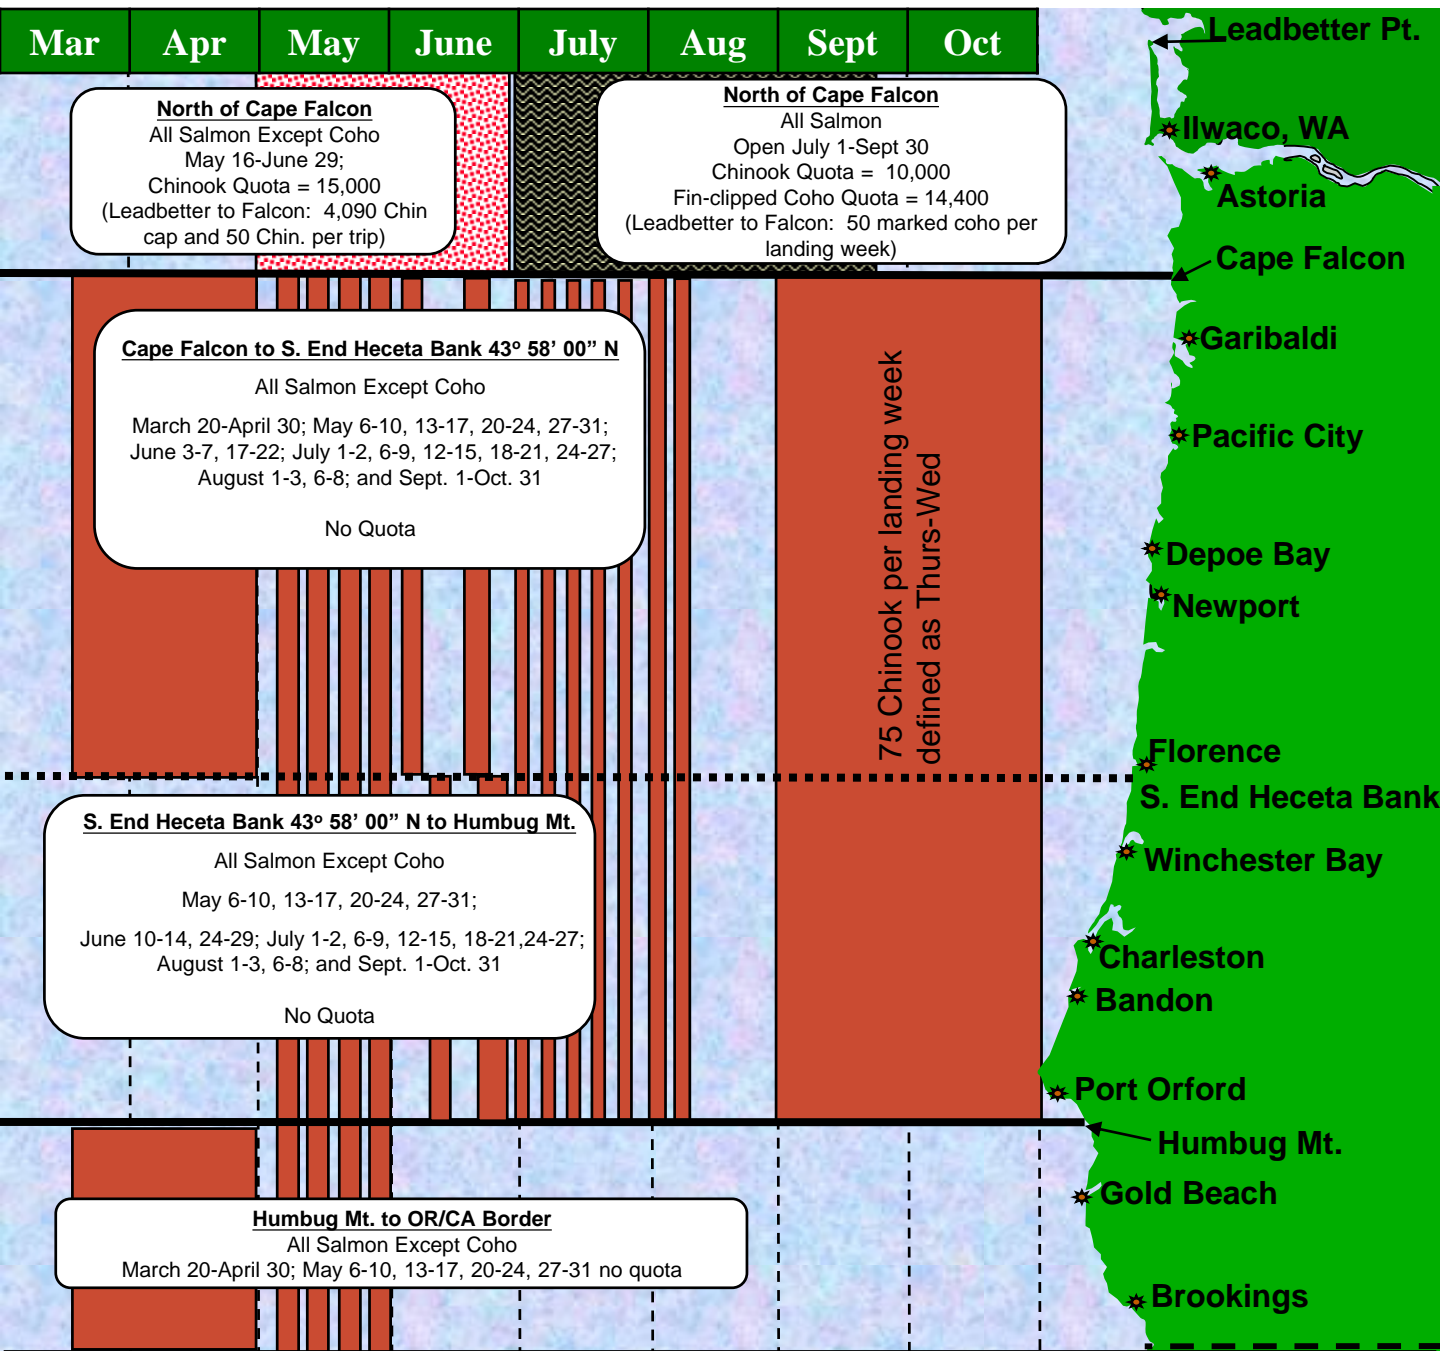 Mar Apr May June July Aug Sept Oct
North of Cape Falcon
All Salmon Except Coho
May 16-June 29;
Chinook Quota = 15,000
(Leadbetter to Falcon: 4,090 Chin
cap and 50 Chin. per trip)
North of Cape Falcon
All Salmon
Open July 1-Sept 30
Chinook Quota = 10,000
Fin-clipped Coho Quota = 14,400
(Leadbetter to Falcon: 50 marked coho per
landing week)
Cape Falcon to S. End Heceta Bank 43º 58’ 00” N
All Salmon Except Coho
March 20-April 30; May 6-10, 13-17, 20-24, 27-31;
June 3-7, 17-22; July 1-2, 6-9, 12-15, 18-21, 24-27;
August 1-3, 6-8; and Sept. 1-Oct. 31
No Quota
75 Chinook per landing week
defined as Thurs-Wed
S. End Heceta Bank 43º 58’ 00” N to Humbug Mt.
All Salmon Except Coho
May 6-10, 13-17, 20-24, 27-31;
June 10-14, 24-29; July 1-2, 6-9, 12-15, 18-21,24-27;
August 1-3, 6-8; and Sept. 1-Oct. 31
No Quota
Humbug Mt. to OR/CA Border
All Salmon Except Coho
March 20-April 30; May 6-10, 13-17, 20-24, 27-31 no quota
Leadbetter Pt.
Ilwaco, WA
Astoria
Cape Falcon
Garibaldi
Pacific City
Depoe Bay
Newport
Florence
S. End Heceta Bank
Winchester Bay
Charleston
Bandon
Port Orford
Humbug Mt.
Gold Beach
Brookings